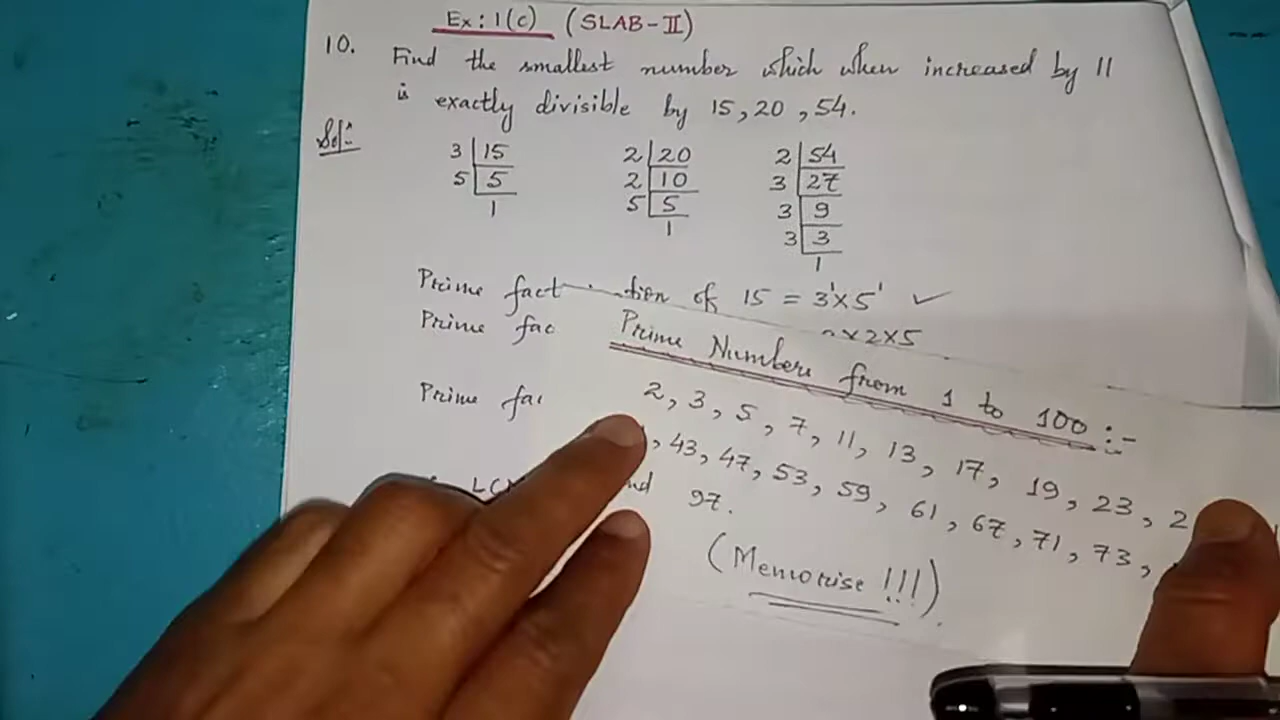 Ex: 1(c) (SLAB-II)
10. Find the smallest number which when increased by 11
is exactly divisible by 15, 20, 54.
Sol:
3 | 15
5 | 5
1
2 | 20
2 | 10
5 | 5
1
2 | 54
3 | 27
3 | 9
3 | 3
1
Prime fact tion of 15 = 3¹ × 5¹ ✓
Prime fac × 2 × 5
Prime fac
Prime Numbers from 1 to 100 :-
2, 3, 5, 7, 11, 13, 17, 19, 23, 2
, 43, 47, 53, 59, 61, 67, 71, 73,
97.
(Memorise !!!)